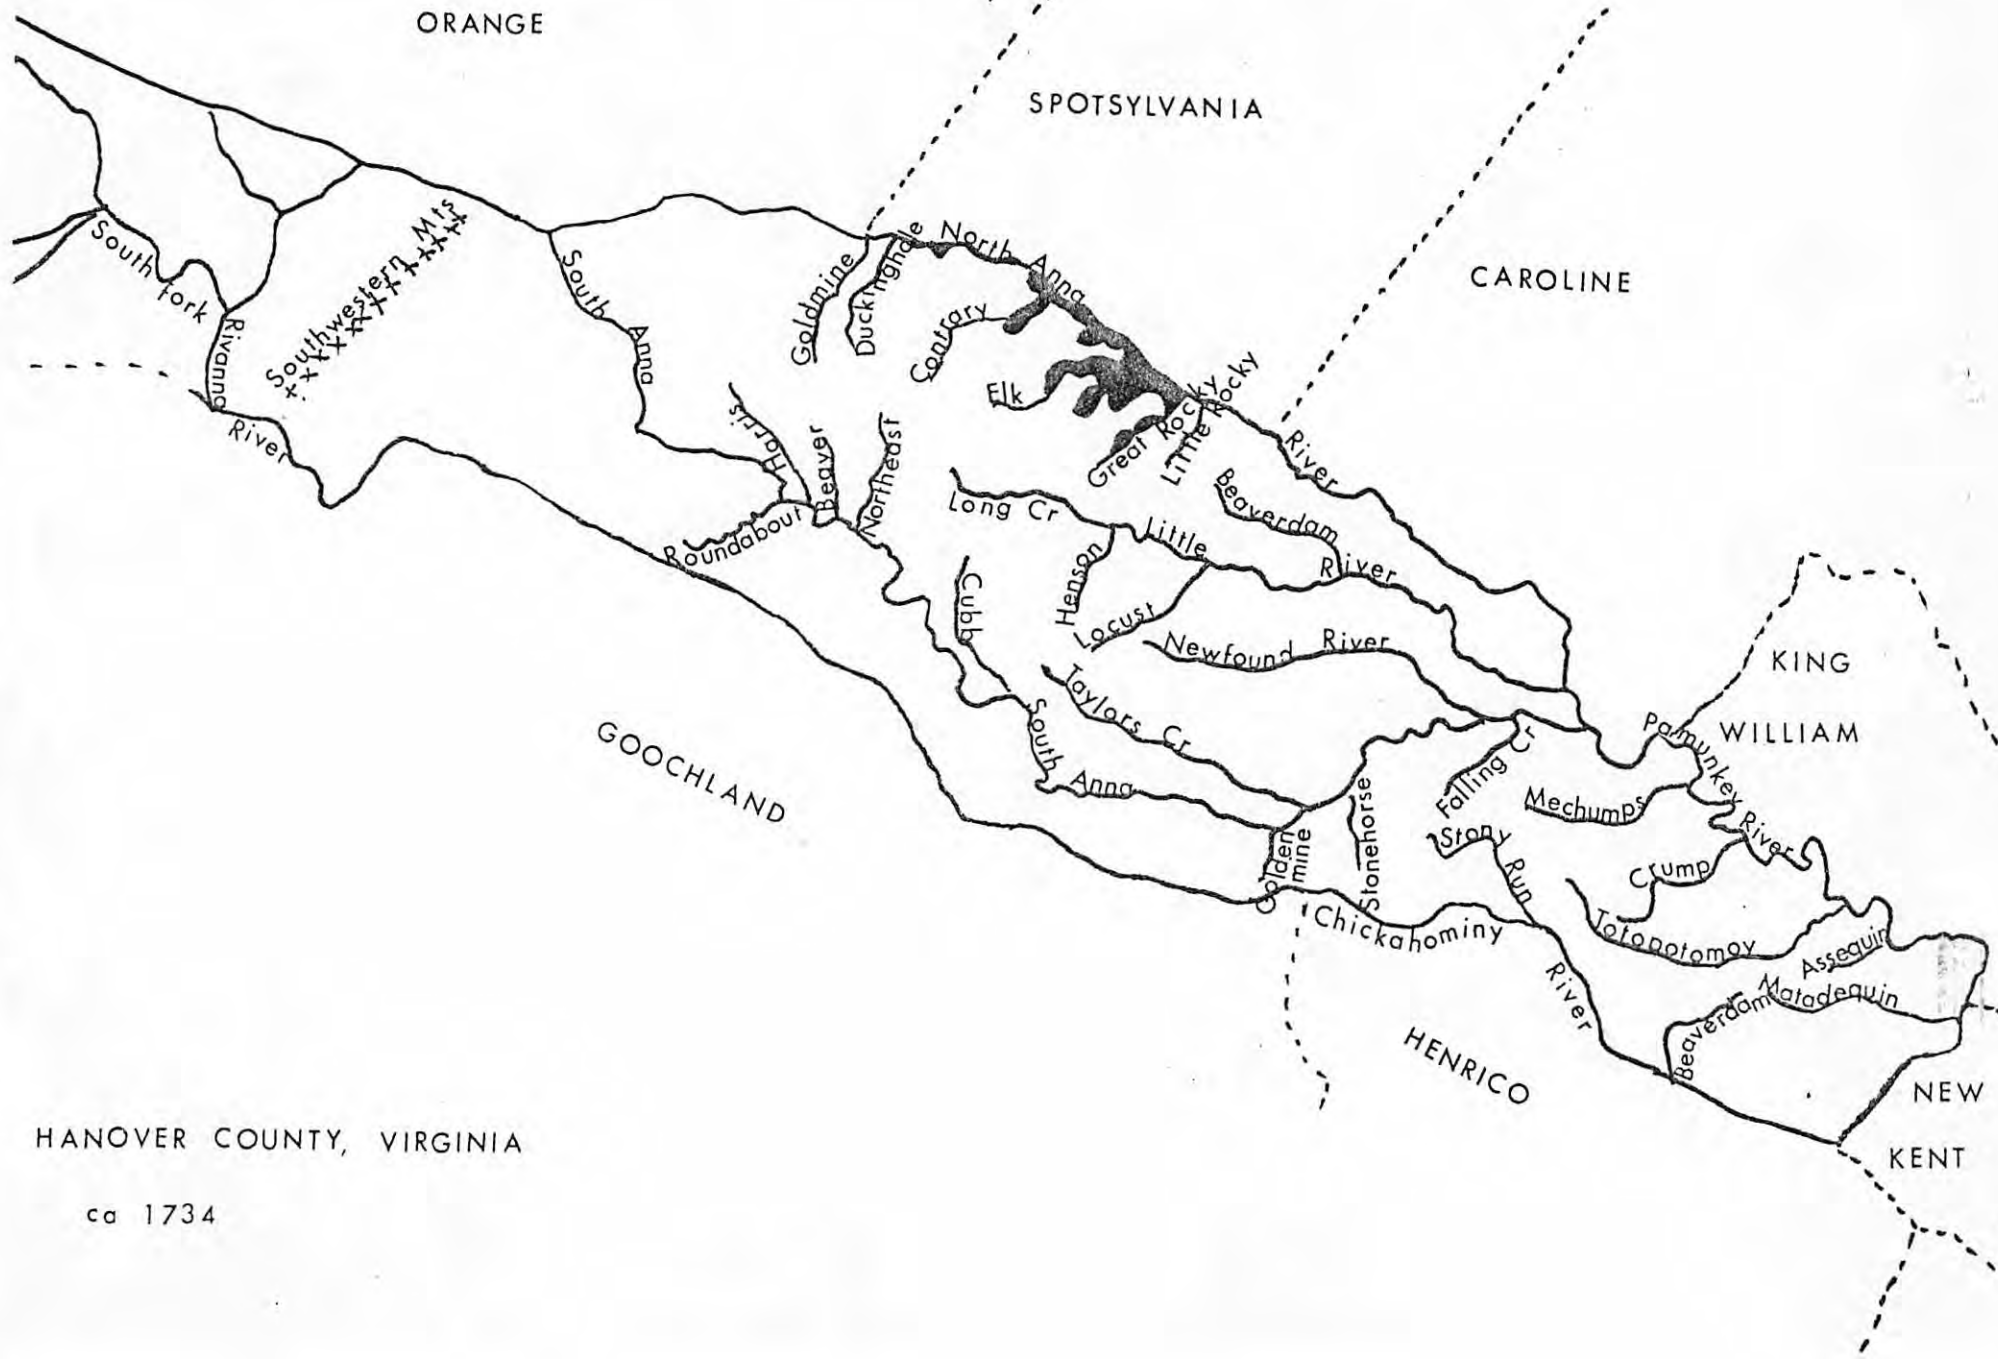 ORANGE
SPOTSYLVANIA
CAROLINE
KING
WILLIAM
NEW
KENT
HENRICO
GOOCHLAND
South fork
Rivanna
River
Southwestern Mts
South Anna
Goldmine
Duckinghole
North Anna
River
Contrary
Elk
Great Rocky
Little Rocky
Harris
Beaver
Northeast
Roundabout
Long Cr
Little
River
Beaverdam
Henson
Locust
Cubb
Newfound River
Taylors Cr
South Anna
Golden
mine
Stonehorse
Falling Cr
Stony Run
Mechumps
Pamunkey River
Crump
Totopotomoy
Assequin
Matadequin
Beaverdam
Chickahominy
River
HANOVER COUNTY, VIRGINIA
ca 1734